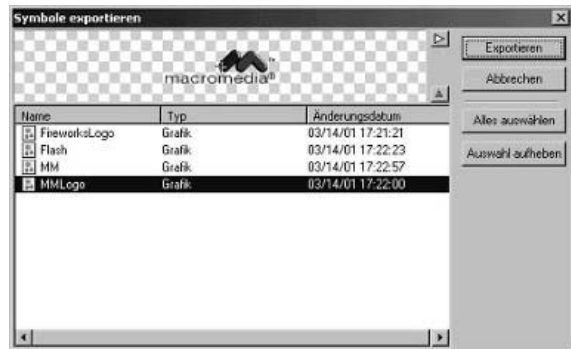 Symbole exportieren
macromedia®
Exportieren
Abbrechen
Alles auswählen
Auswahl aufheben
Name Typ Änderungsdatum
FieworksLogo Grafik 03/14/01 17:21:21
Flash Grafik 03/14/01 17:22:23
MM Grafik 03/14/01 17:22:57
MMLogo Grafik 03/14/01 17:22:00